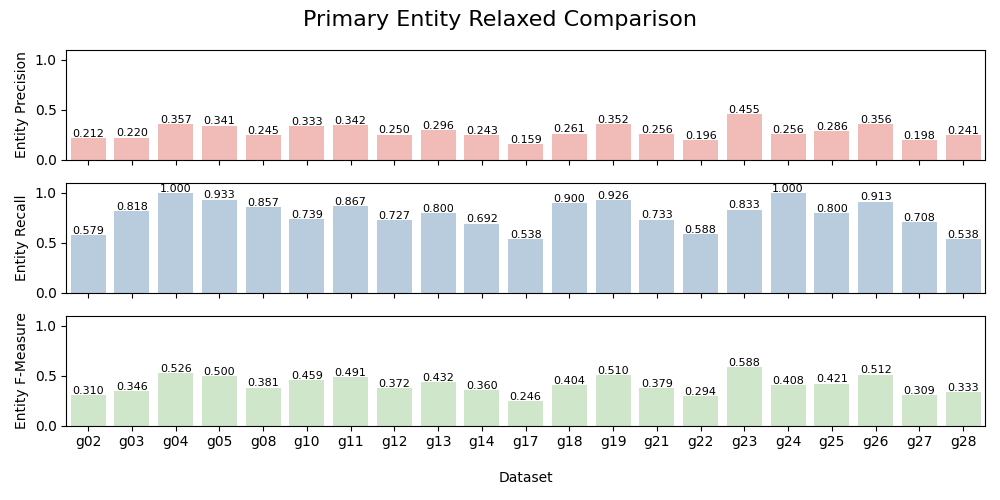 Primary Entity Relaxed Comparison
Entity Precision
1.0
0.5
0.0
0.212 0.220 0.357 0.341 0.245 0.333 0.342 0.250 0.296 0.243 0.159 0.261 0.352 0.256 0.196 0.455 0.256 0.286 0.356 0.198 0.241
Entity Recall
1.0
0.5
0.0
0.579 0.818 1.000 0.933 0.857 0.739 0.867 0.727 0.800 0.692 0.538 0.900 0.926 0.733 0.588 0.833 1.000 0.800 0.913 0.708 0.538
Entity F-Measure
1.0
0.5
0.0
0.310 0.346 0.526 0.500 0.381 0.459 0.491 0.372 0.432 0.360 0.246 0.404 0.510 0.379 0.294 0.588 0.408 0.421 0.512 0.309 0.333
g02 g03 g04 g05 g08 g10 g11 g12 g13 g14 g17 g18 g19 g21 g22 g23 g24 g25 g26 g27 g28
Dataset